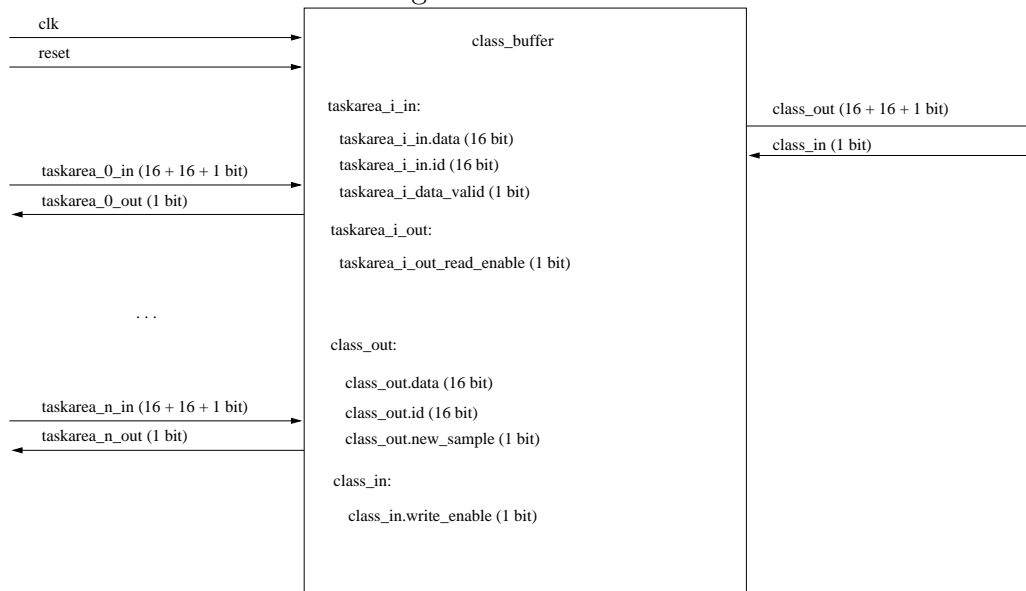 clk
reset
class_buffer
taskarea_i_in:
taskarea_i_in.data (16 bit)
taskarea_i_in.id (16 bit)
taskarea_i_data_valid (1 bit)
taskarea_0_in (16 + 16 + 1 bit)
taskarea_0_out (1 bit)
taskarea_i_out:
taskarea_i_out_read_enable (1 bit)
class_out (16 + 16 + 1 bit)
class_in (1 bit)
. . .
class_out:
class_out.data (16 bit)
class_out.id (16 bit)
class_out.new_sample (1 bit)
taskarea_n_in (16 + 16 + 1 bit)
taskarea_n_out (1 bit)
class_in:
class_in.write_enable (1 bit)